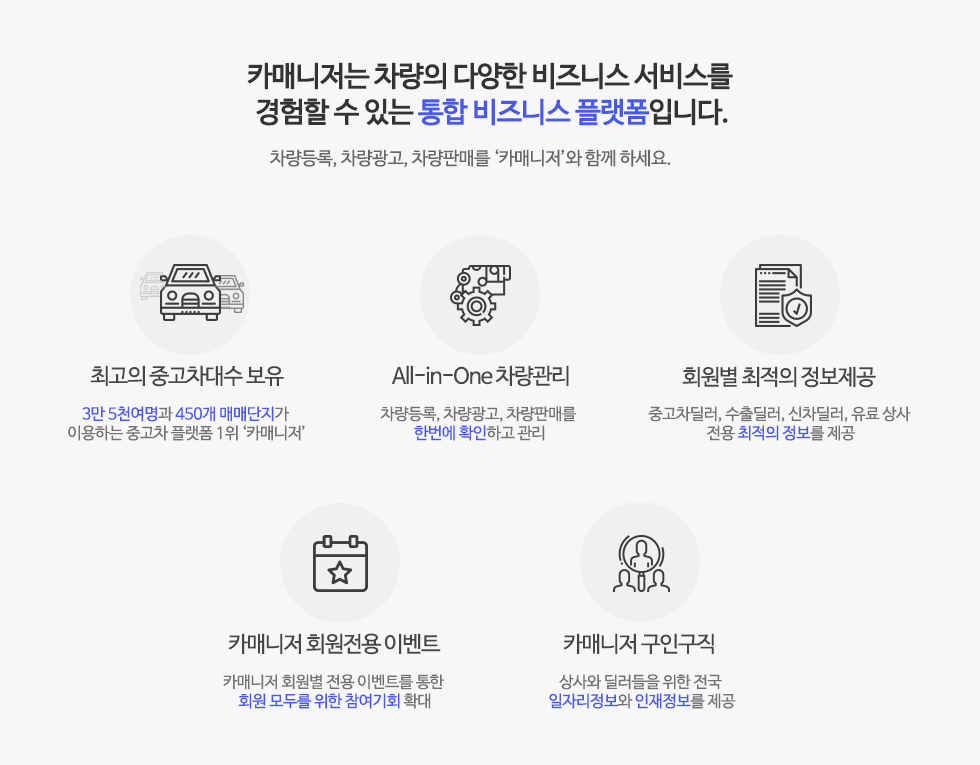 카매니저는 차량의 다양한 비즈니스 서비스를
경험할 수 있는 통합 비즈니스 플랫폼입니다.
차량등록, 차량광고, 차량판매를 ‘카매니저’와 함께 하세요.
최고의 중고차대수 보유
3만 5천여명과 450개 매매단지가
이용하는 중고차 플랫폼 1위 ‘카매니저’
All-in-One 차량관리
차량등록, 차량광고, 차량판매를
한번에 확인하고 관리
회원별 최적의 정보제공
중고차딜러, 수출딜러, 신차딜러, 유료 상사
전용 최적의 정보를 제공
카매니저 회원전용 이벤트
카매니저 회원별 전용 이벤트를 통한
회원 모두를 위한 참여기회 확대
카매니저 구인구직
상사와 딜러들을 위한 전국
일자리정보와 인재정보를 제공